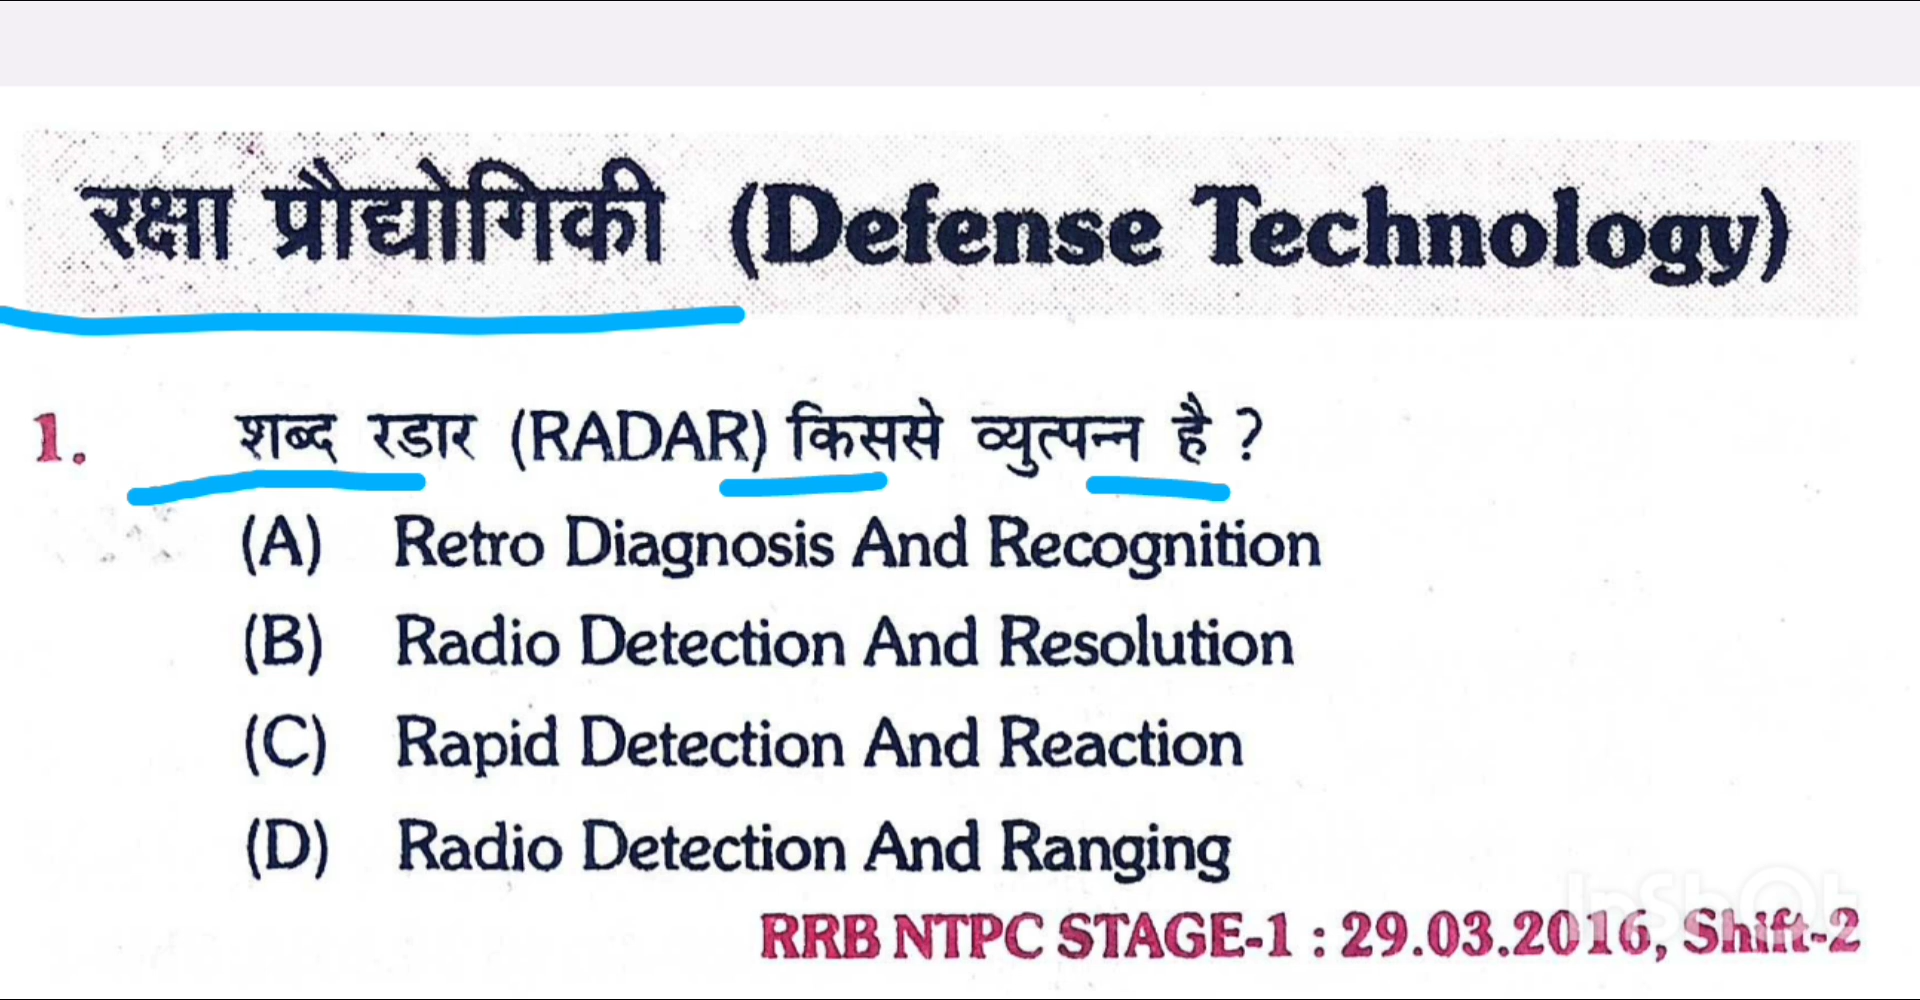 रक्षा प्रौद्योगिकी (Defense Technology)
1. शब्द रडार (RADAR) किससे व्युत्पन्न है ?
(A) Retro Diagnosis And Recognition
(B) Radio Detection And Resolution
(C) Rapid Detection And Reaction
(D) Radio Detection And Ranging
InShOt
RRB NTPC STAGE-1 : 29.03.2016, Shift-2